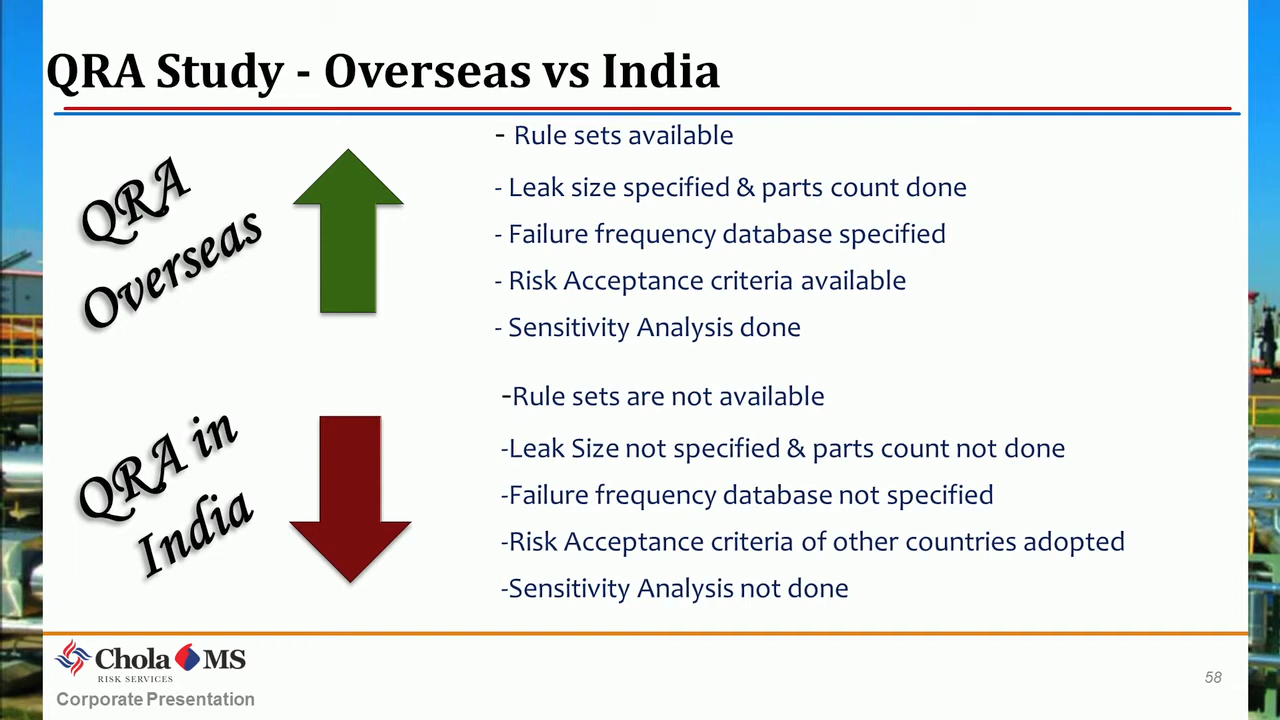 QRA Study - Overseas vs India
QRA
Overseas
- Rule sets available
- Leak size specified & parts count done
- Failure frequency database specified
- Risk Acceptance criteria available
- Sensitivity Analysis done
QRA in
India
-Rule sets are not available
-Leak Size not specified & parts count not done
-Failure frequency database not specified
-Risk Acceptance criteria of other countries adopted
-Sensitivity Analysis not done
Chola MS
RISK SERVICES
Corporate Presentation
58